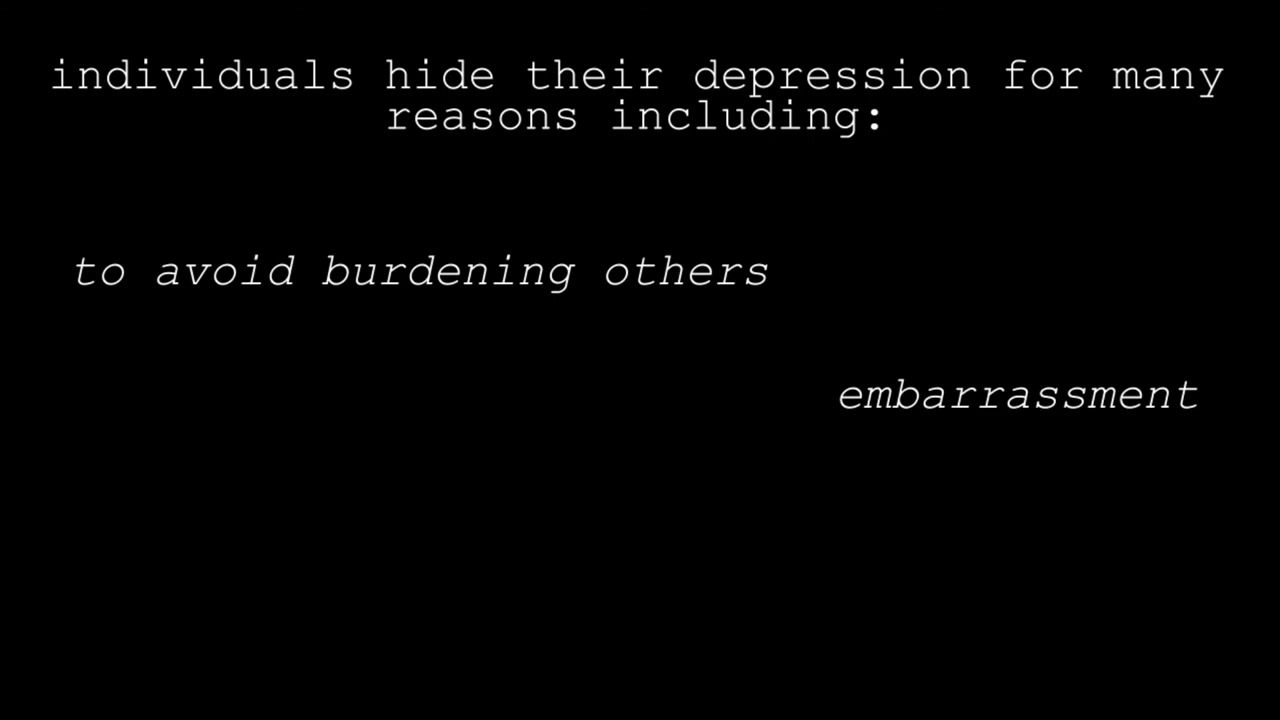 individuals hide their depression for many
reasons including:
to avoid burdening others
embarrassment